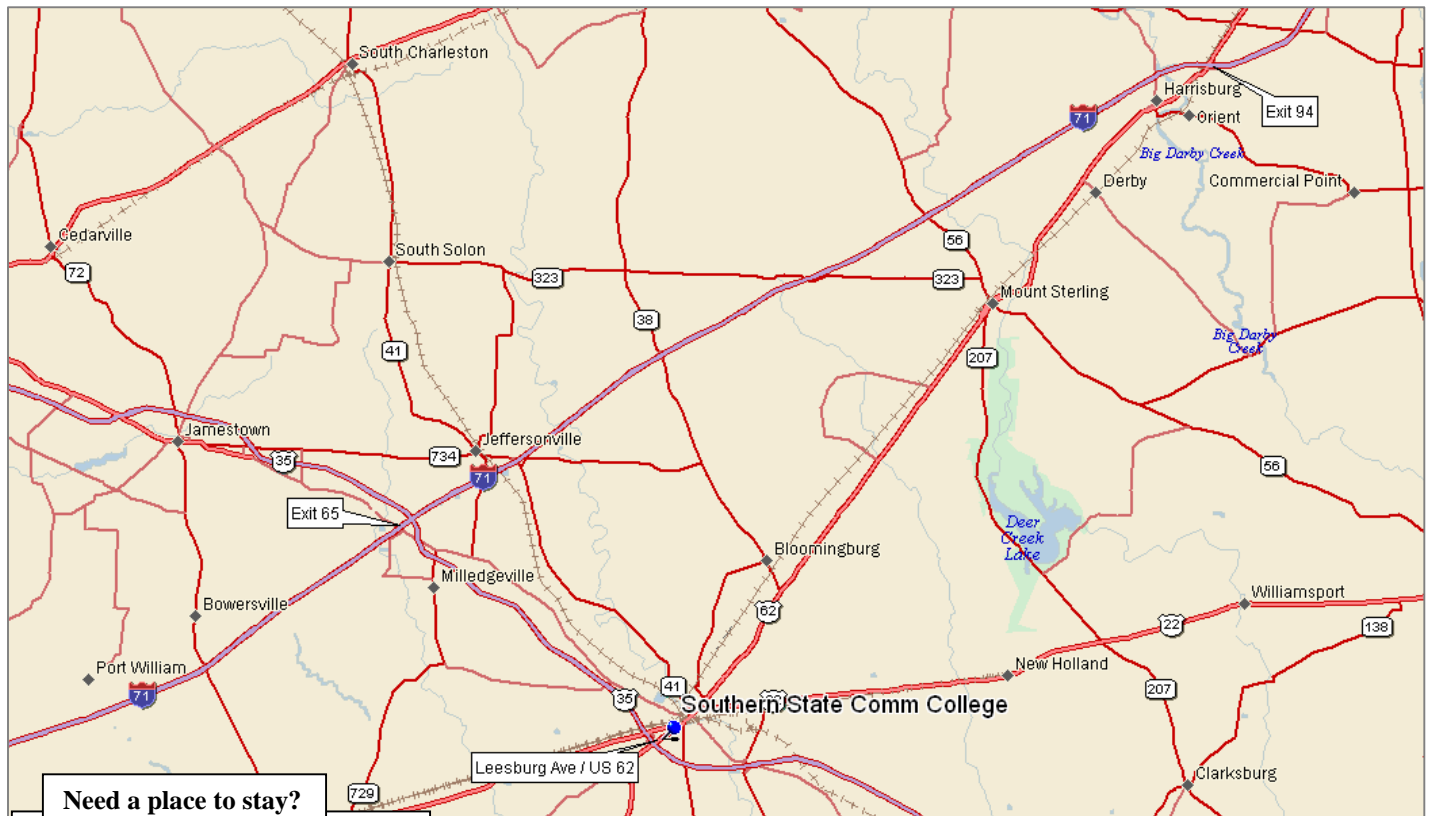 South Charleston
Harrisburg
Exit 94
71
Orient
Big Darby Creek
Derby
Commercial Point
Cedarville
56
South Solon
72
323
323
Mount Sterling
38
Big Darby
Creek
41
207
Jamestown
Jeffersonville
734
35
71
56
Exit 65
Deer
Creek
Lake
Bloomingburg
Milledgeville
Williamsport
Bowersville
62
22
138
New Holland
Port William
71
41
207
35
Southern State Comm College
Leesburg Ave / US 62
Clarksburg
Need a place to stay?
729